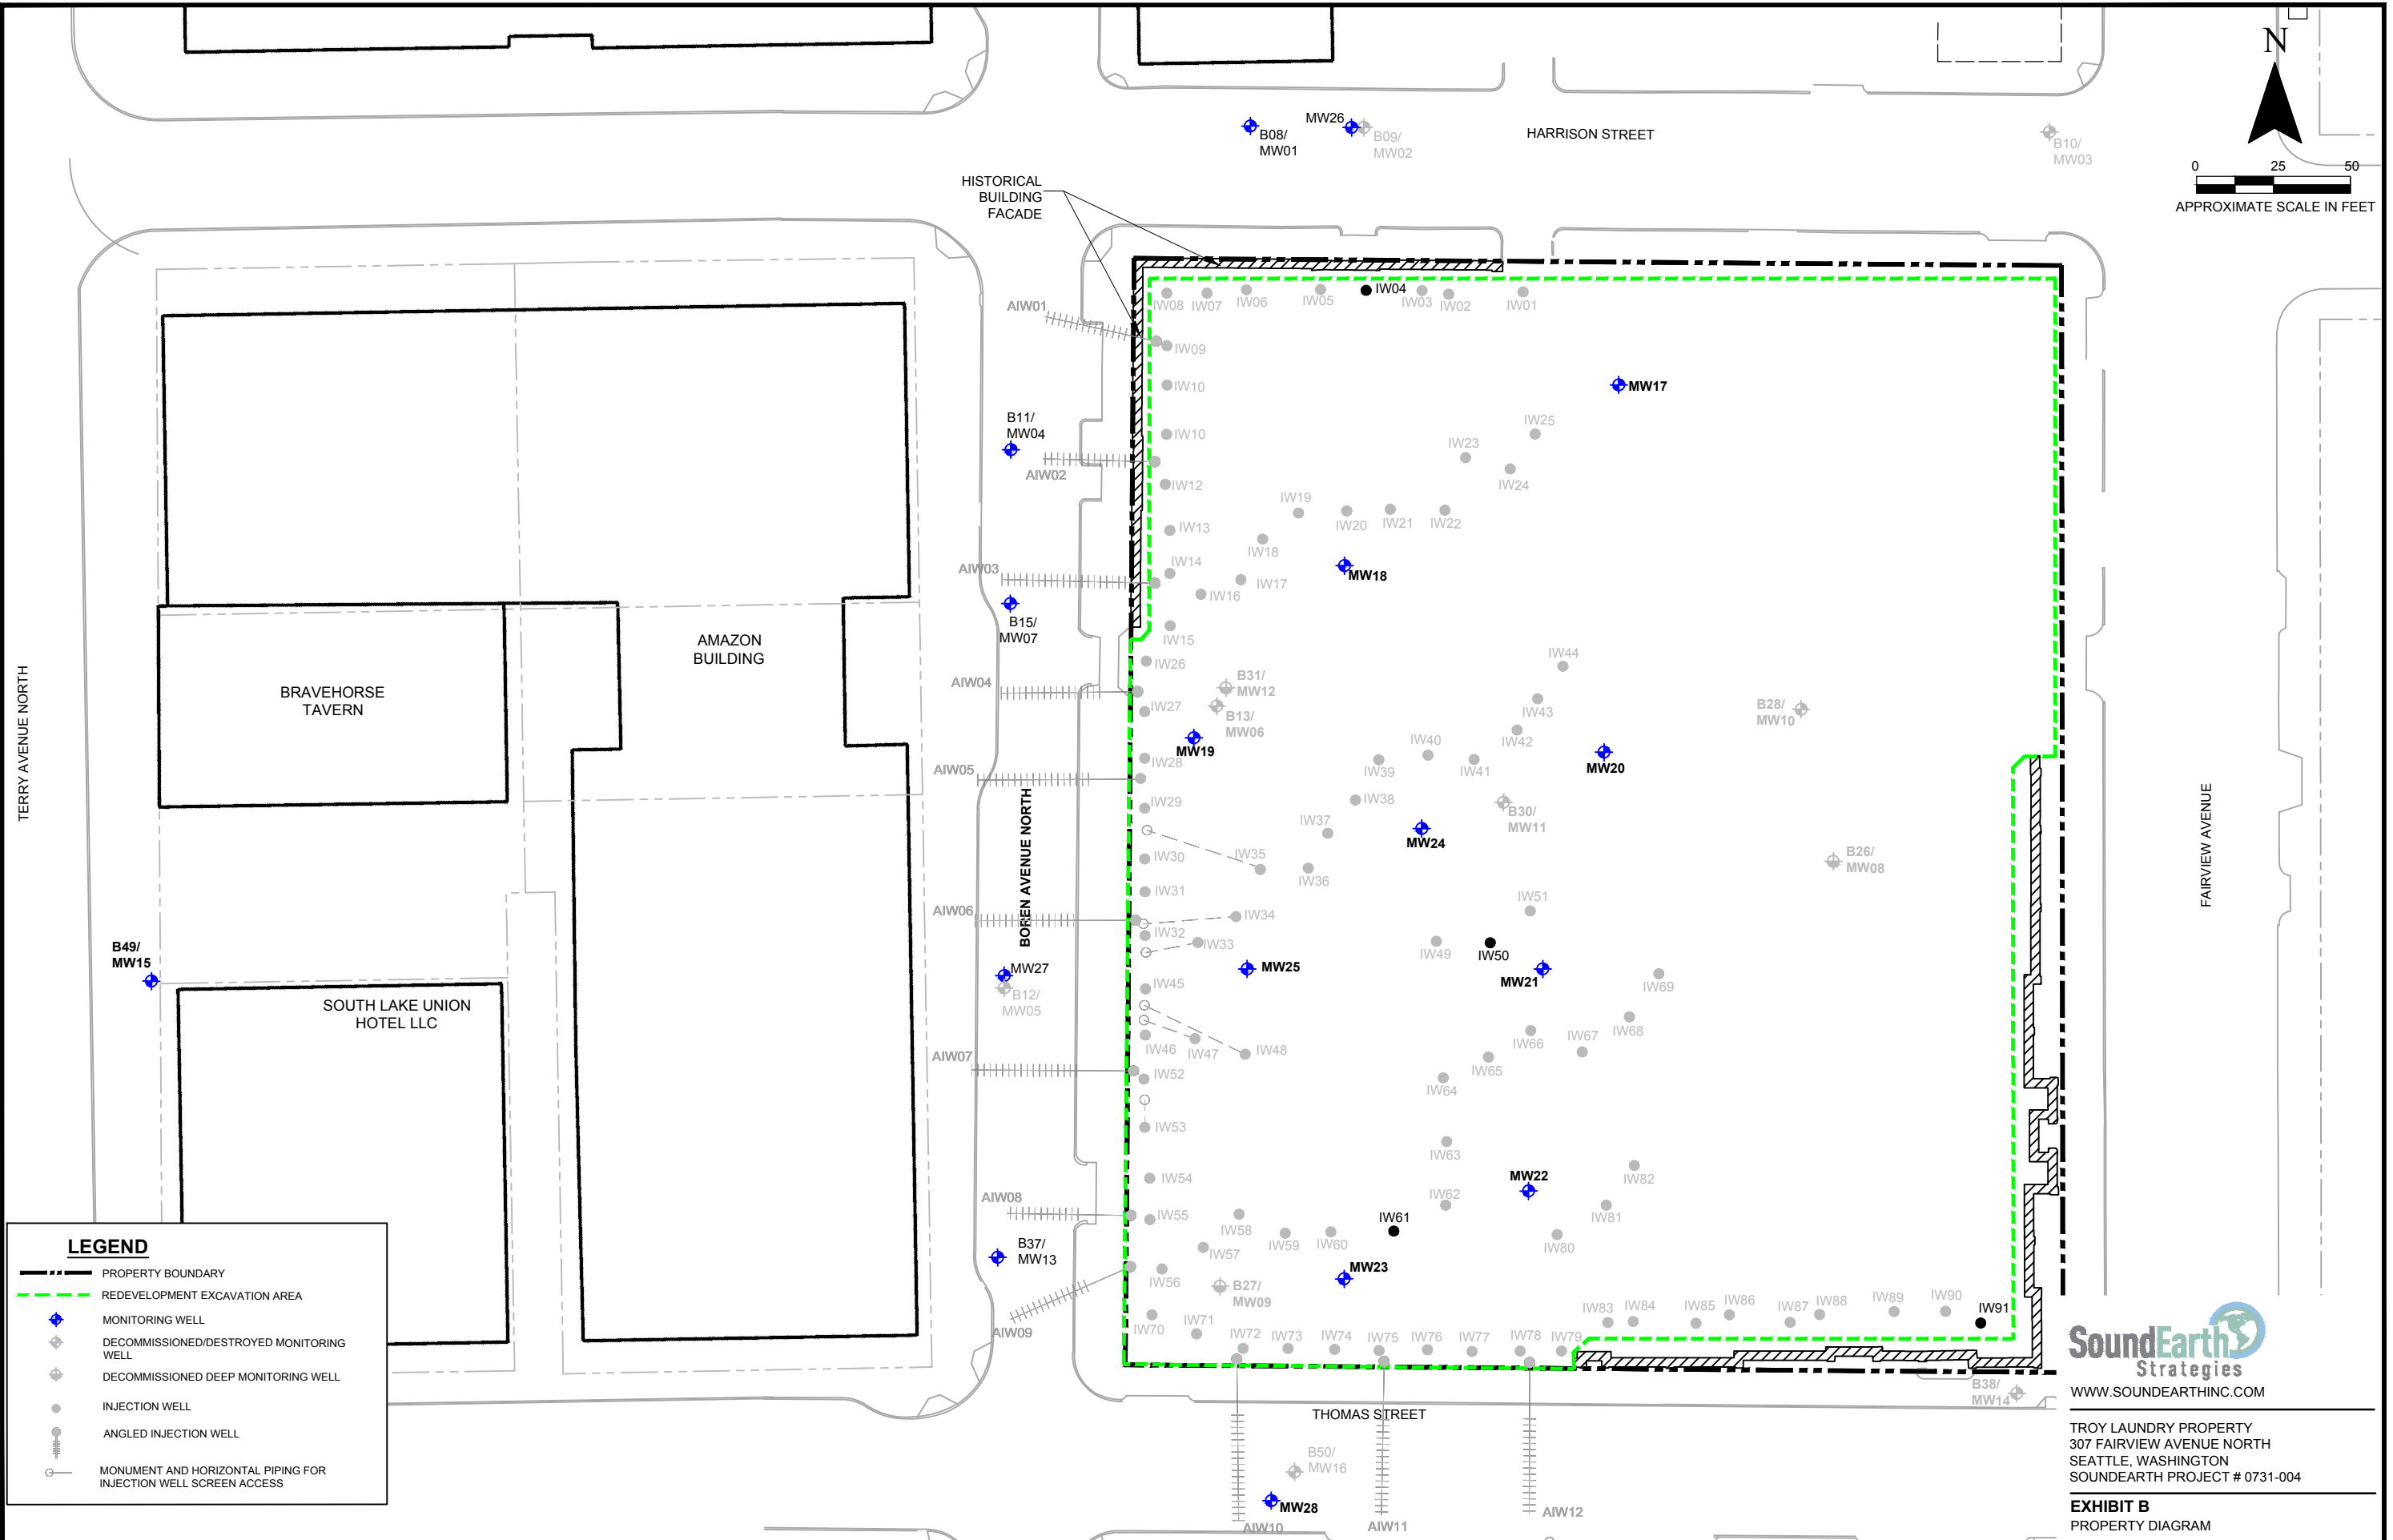 N
0 25 50
APPROXIMATE SCALE IN FEET
HARRISON STREET
MW26
B08/
MW01
B09/
MW02
B10/
MW03
HISTORICAL
BUILDING
FACADE
AIW01
IW08
IW07
IW06
IW05
IW04
IW03
IW02
IW01
IW09
IW10
MW17
B11/
MW04
AIW02
IW10
IW25
IW23
IW24
IW12
IW19
IW20
IW21
IW22
IW13
IW18
AIW03
IW14
IW17
IW16
MW18
B15/
MW07
IW15
AMAZON
BUILDING
BRAVEHORSE
TAVERN
TERRY AVENUE NORTH
IW26
IW44
AIW04
B31/
MW12
IW27
B13/
MW06
IW43
B28/
MW10
MW19
IW42
IW40
IW28
IW39
IW41
MW20
AIW05
IW29
IW38
B30/
MW11
IW37
MW24
BOREN AVENUE NORTH
FAIRVIEW AVENUE
IW30
IW35
IW36
B26/
MW08
IW31
AIW06
IW34
IW51
IW32
IW33
IW49
IW50
B49/
MW15
MW27
B12/
MW05
MW25
MW21
IW45
IW69
SOUTH LAKE UNION
HOTEL LLC
IW46
IW47
IW48
IW66
IW67
IW68
AIW07
IW52
IW65
IW64
IW53
IW63
IW54
IW82
MW22
AIW08
IW55
IW58
IW62
IW61
IW81
IW57
IW59
IW60
IW80
B37/
MW13
IW56
B27/
MW09
MW23
AIW09
IW70
IW71
IW72
IW73
IW74
IW75
IW76
IW77
IW78
IW79
IW83
IW84
IW85
IW86
IW87
IW88
IW89
IW90
IW91
B38/
MW14
THOMAS STREET
B50/
MW16
MW28
AIW10
AIW11
AIW12
LEGEND
PROPERTY BOUNDARY
REDEVELOPMENT EXCAVATION AREA
MONITORING WELL
DECOMMISSIONED/DESTROYED MONITORING
WELL
DECOMMISSIONED DEEP MONITORING WELL
INJECTION WELL
ANGLED INJECTION WELL
MONUMENT AND HORIZONTAL PIPING FOR
INJECTION WELL SCREEN ACCESS
SoundEarth
Strategies
WWW.SOUNDEARTHINC.COM
TROY LAUNDRY PROPERTY
307 FAIRVIEW AVENUE NORTH
SEATTLE, WASHINGTON
SOUNDEARTH PROJECT # 0731-004
EXHIBIT B
PROPERTY DIAGRAM